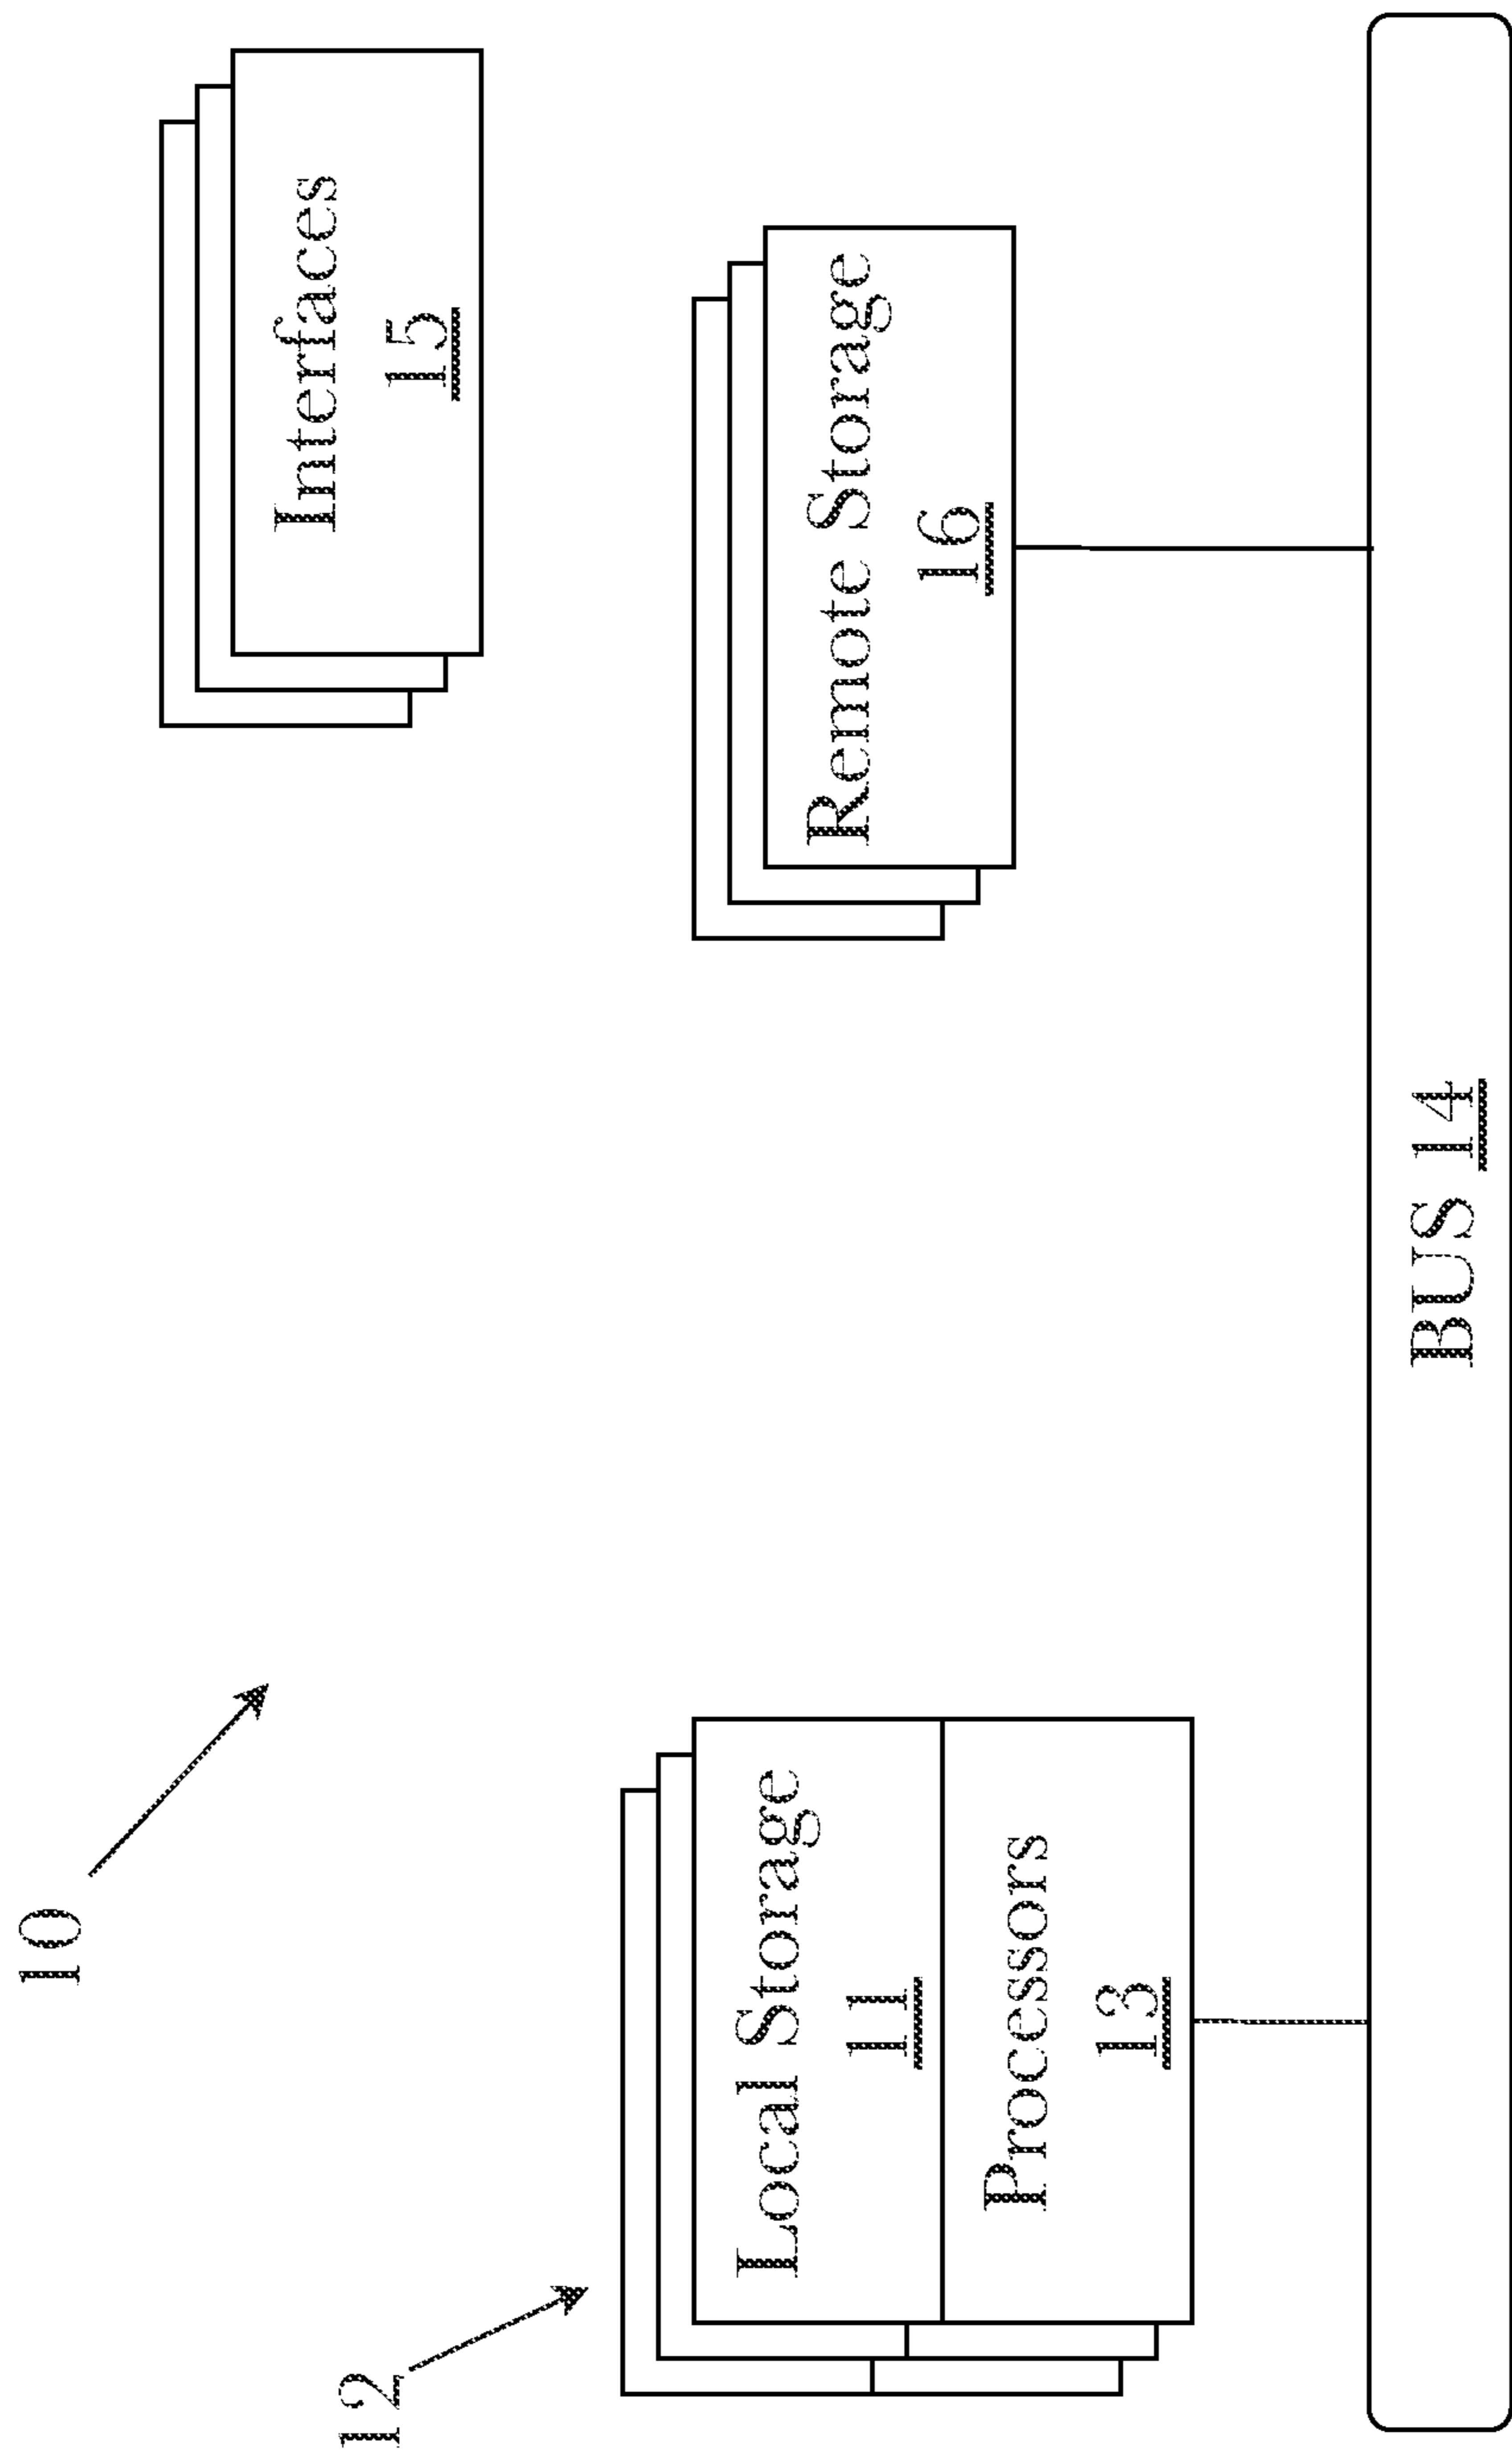 10
12
Local Storage
11
Processors
13
Interfaces
15
Remote Storage
16
BUS 14